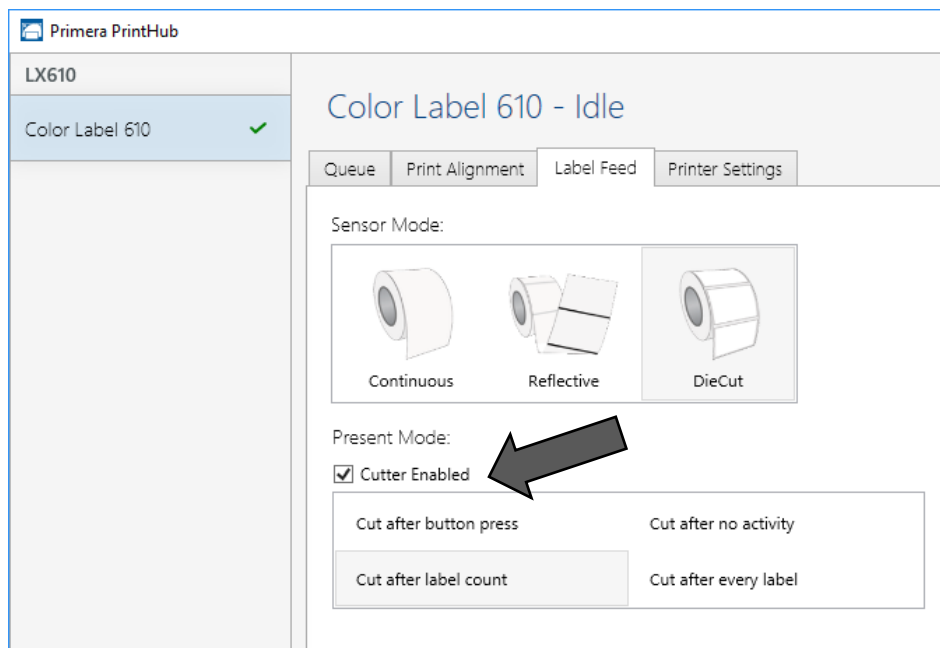 Primera PrintHub
LX610
Color Label 610
Color Label 610 - Idle
Queue Print Alignment Label Feed Printer Settings
Sensor Mode:
Continuous Reflective DieCut
Present Mode:
Cutter Enabled
Cut after button press Cut after no activity
Cut after label count Cut after every label